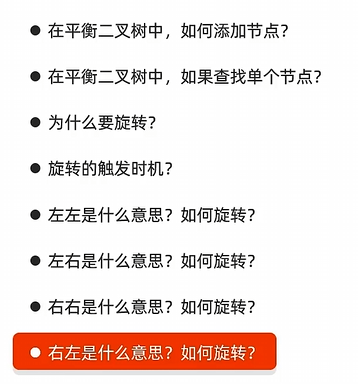 在平衡二叉树中，如何添加节点？
在平衡二叉树中，如果查找单个节点？
为什么要旋转？
旋转的触发时机？
左左是什么意思？如何旋转？
左右是什么意思？如何旋转？
右右是什么意思？如何旋转？
右左是什么意思？如何旋转？